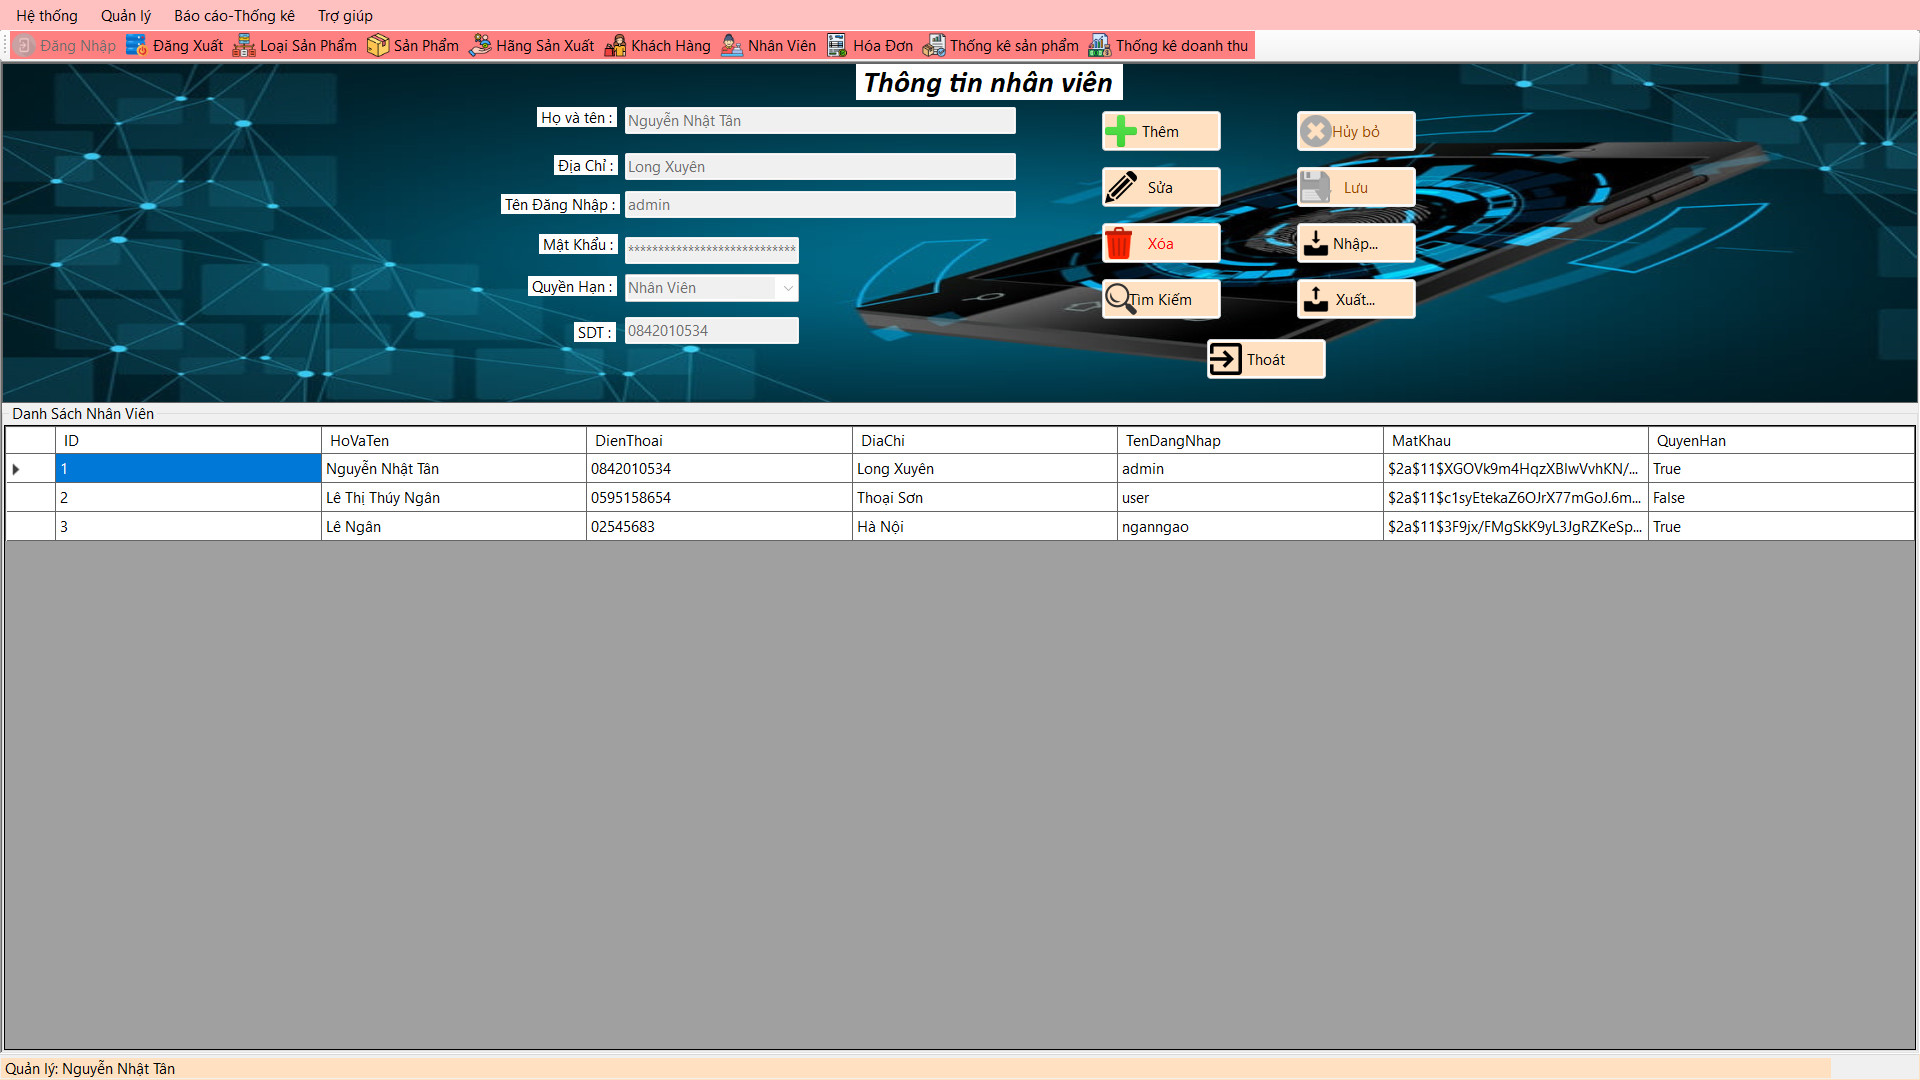 Hệ thống Quản lý Báo cáo-Thống kê Trợ giúp
Đăng Nhập Đăng Xuất Loại Sản Phẩm Sản Phẩm Hãng Sản Xuất Khách Hàng Nhân Viên Hóa Đơn Thống kê sản phẩm Thống kê doanh thu
Thông tin nhân viên
Họ và tên : Nguyễn Nhật Tân
Địa Chỉ : Long Xuyên
Tên Đăng Nhập : admin
Mật Khẩu : ****************************
Quyền Hạn : Nhân Viên
SDT : 0842010534
Thêm Hủy bỏ
Sửa Lưu
Xóa Nhập...
Tìm Kiếm Xuất...
Thoát
Danh Sách Nhân Viên
ID HoVaTen DienThoai DiaChi TenDangNhap MatKhau QuyenHan
1 Nguyễn Nhật Tân 0842010534 Long Xuyên admin $2a$11$XGOVk9m4HqzXBIwVvhKN/... True
2 Lê Thị Thúy Ngân 0595158654 Thoại Sơn user $2a$11$c1syEtekaZ6OJrX77mGoJ.6m... False
3 Lê Ngân 02545683 Hà Nội nganngao $2a$11$3F9jx/FMgSkK9yL3JgRZKeSp... True
Quản lý: Nguyễn Nhật Tân